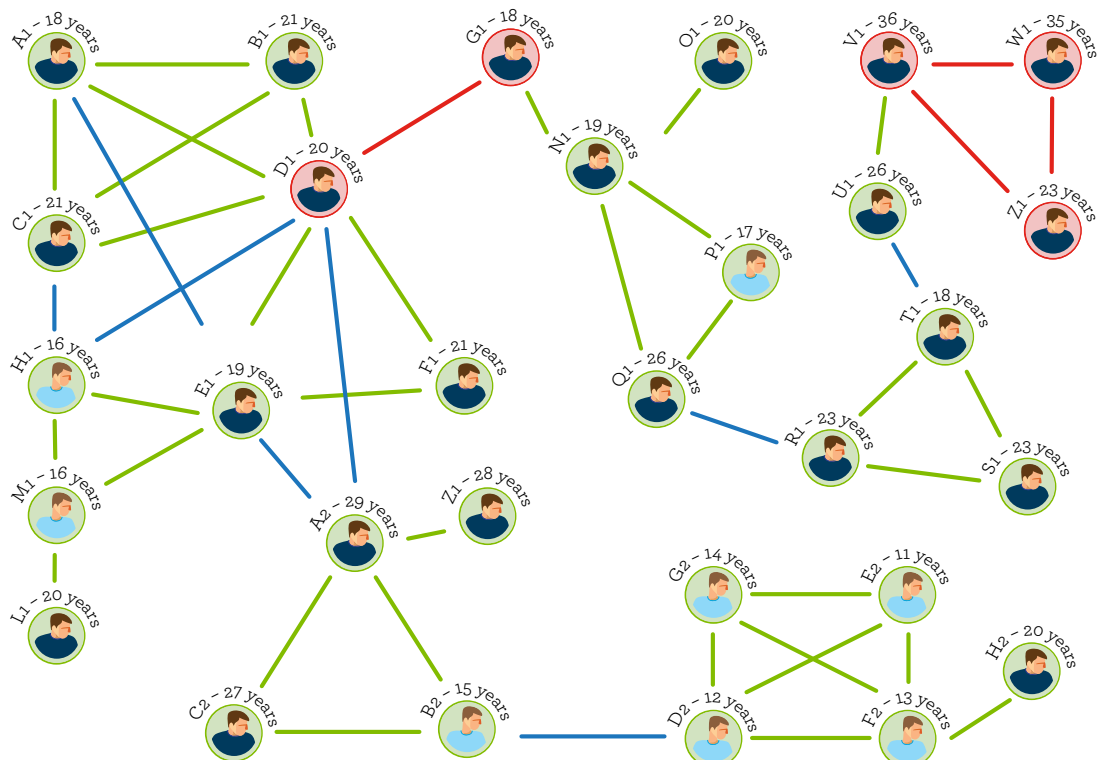 A1 - 18 years
B1 - 21 years
G1 - 18 years
O1 - 20 years
V1 - 36 years
W1 - 35 years
N1 - 19 years
D1 - 20 years
U1 - 26 years
Z1 - 23 years
C1 - 21 years
P1 - 17 years
T1 - 18 years
H1 - 16 years
E1 - 19 years
F1 - 21 years
Q1 - 26 years
R1 - 23 years
S1 - 23 years
M1 - 16 years
A2 - 29 years
Z1 - 28 years
L1 - 20 years
G2 - 14 years
E2 - 11 years
H2 - 20 years
C2 - 27 years
B2 - 15 years
D2 - 12 years
F2 - 13 years